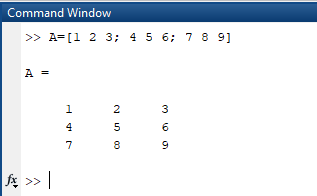 Command Window
>> A=[1 2 3; 4 5 6; 7 8 9]
A =
1 2 3
4 5 6
7 8 9
fx >>